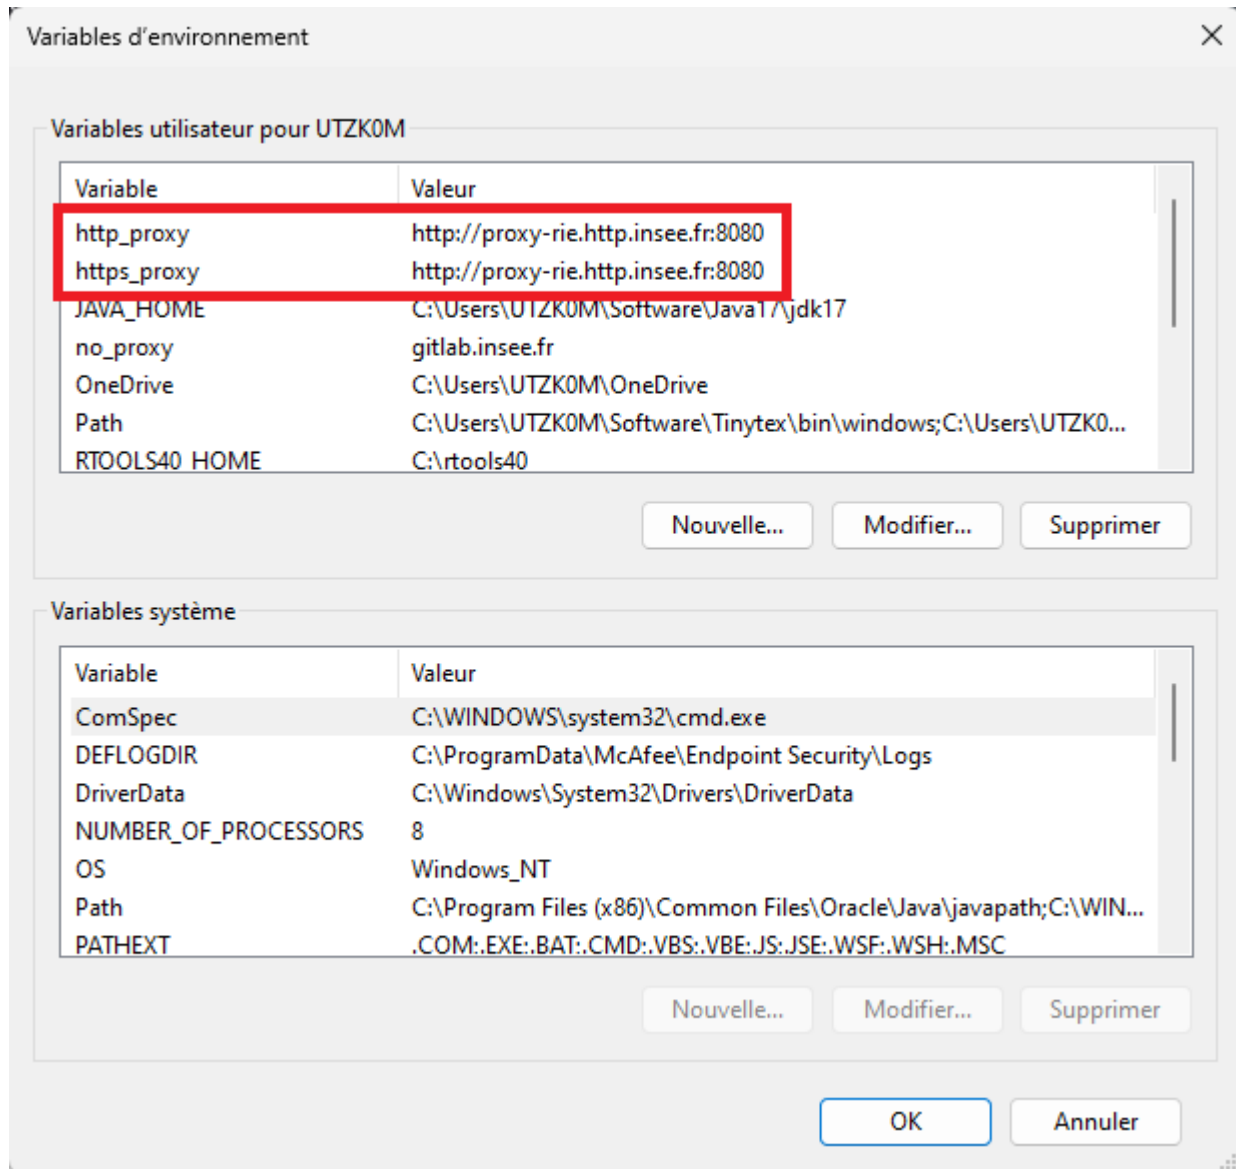 Variables d'environnement
Variables utilisateur pour UTZK0M
Variable Valeur
http_proxy http://proxy-rie.http.insee.fr:8080
https_proxy http://proxy-rie.http.insee.fr:8080
JAVA_HOME C:\Users\UTZK0M\Software\Java17\jdk17
no_proxy gitlab.insee.fr
OneDrive C:\Users\UTZK0M\OneDrive
Path C:\Users\UTZK0M\Software\Tinytex\bin\windows;C:\Users\UTZK0...
RTOOLS40_HOME C:\rtools40
Nouvelle... Modifier... Supprimer
Variables système
Variable Valeur
ComSpec C:\WINDOWS\system32\cmd.exe
DEFLOGDIR C:\ProgramData\McAfee\Endpoint Security\Logs
DriverData C:\Windows\System32\Drivers\DriverData
NUMBER_OF_PROCESSORS 8
OS Windows_NT
Path C:\Program Files (x86)\Common Files\Oracle\Java\javapath;C:\WIN...
PATHEXT .COM;.EXE;.BAT;.CMD;.VBS;.VBE;.JS;.JSE;.WSF;.WSH;.MSC
Nouvelle... Modifier... Supprimer
OK Annuler